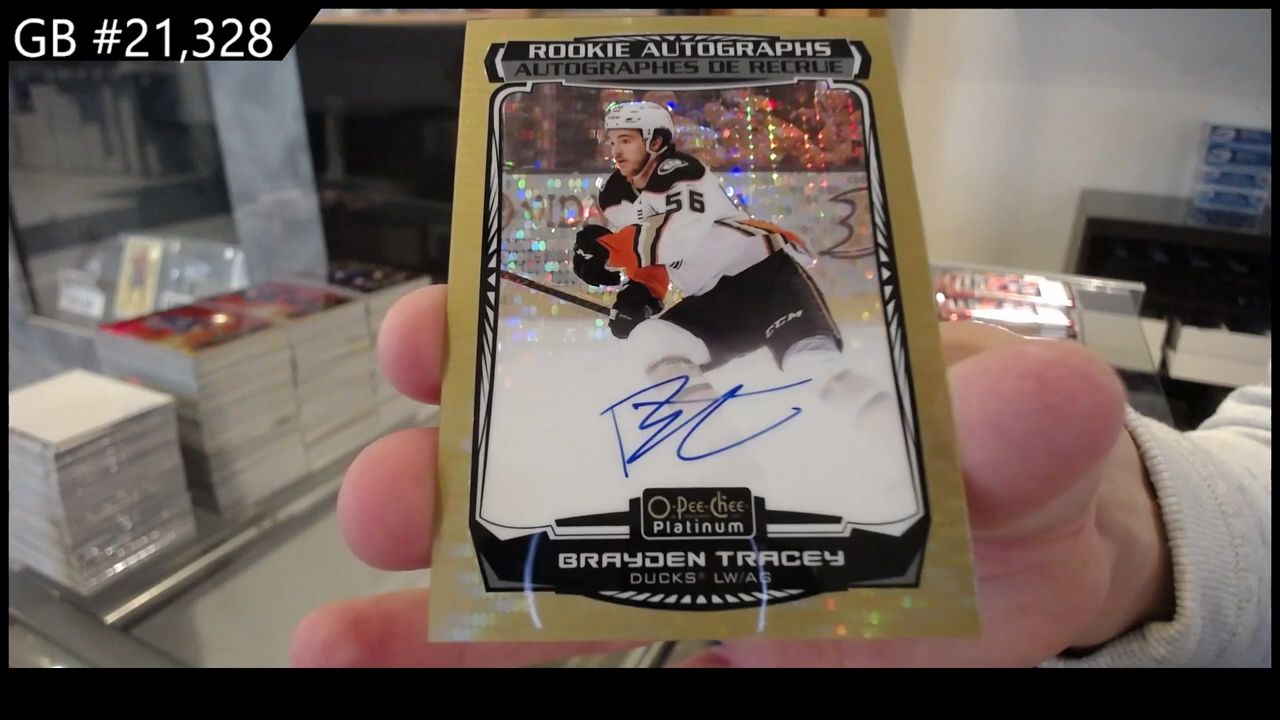 GB #21,328
ROOKIE AUTOGRAPHS
AUTOGRAPHES DE RECRUE
56
CCM
O-Pee-Chee
Platinum
BRAYDEN TRACEY
DUCKS® LW/AG